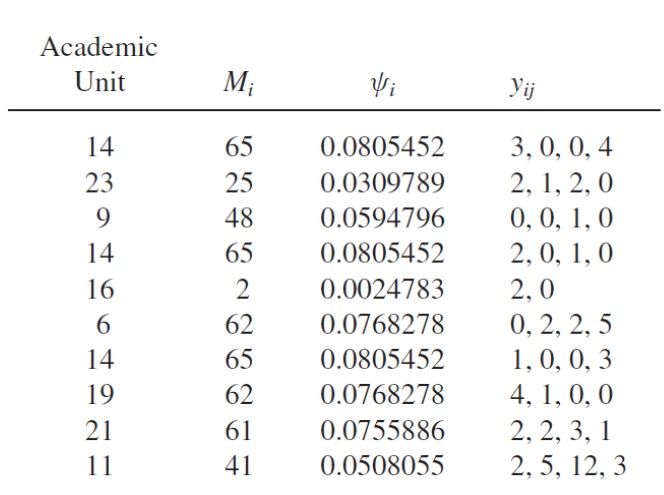 Academic
Unit M_i ψ_i y_ij
14 65 0.0805452 3, 0, 0, 4
23 25 0.0309789 2, 1, 2, 0
9 48 0.0594796 0, 0, 1, 0
14 65 0.0805452 2, 0, 1, 0
16 2 0.0024783 2, 0
6 62 0.0768278 0, 2, 2, 5
14 65 0.0805452 1, 0, 0, 3
19 62 0.0768278 4, 1, 0, 0
21 61 0.0755886 2, 2, 3, 1
11 41 0.0508055 2, 5, 12, 3